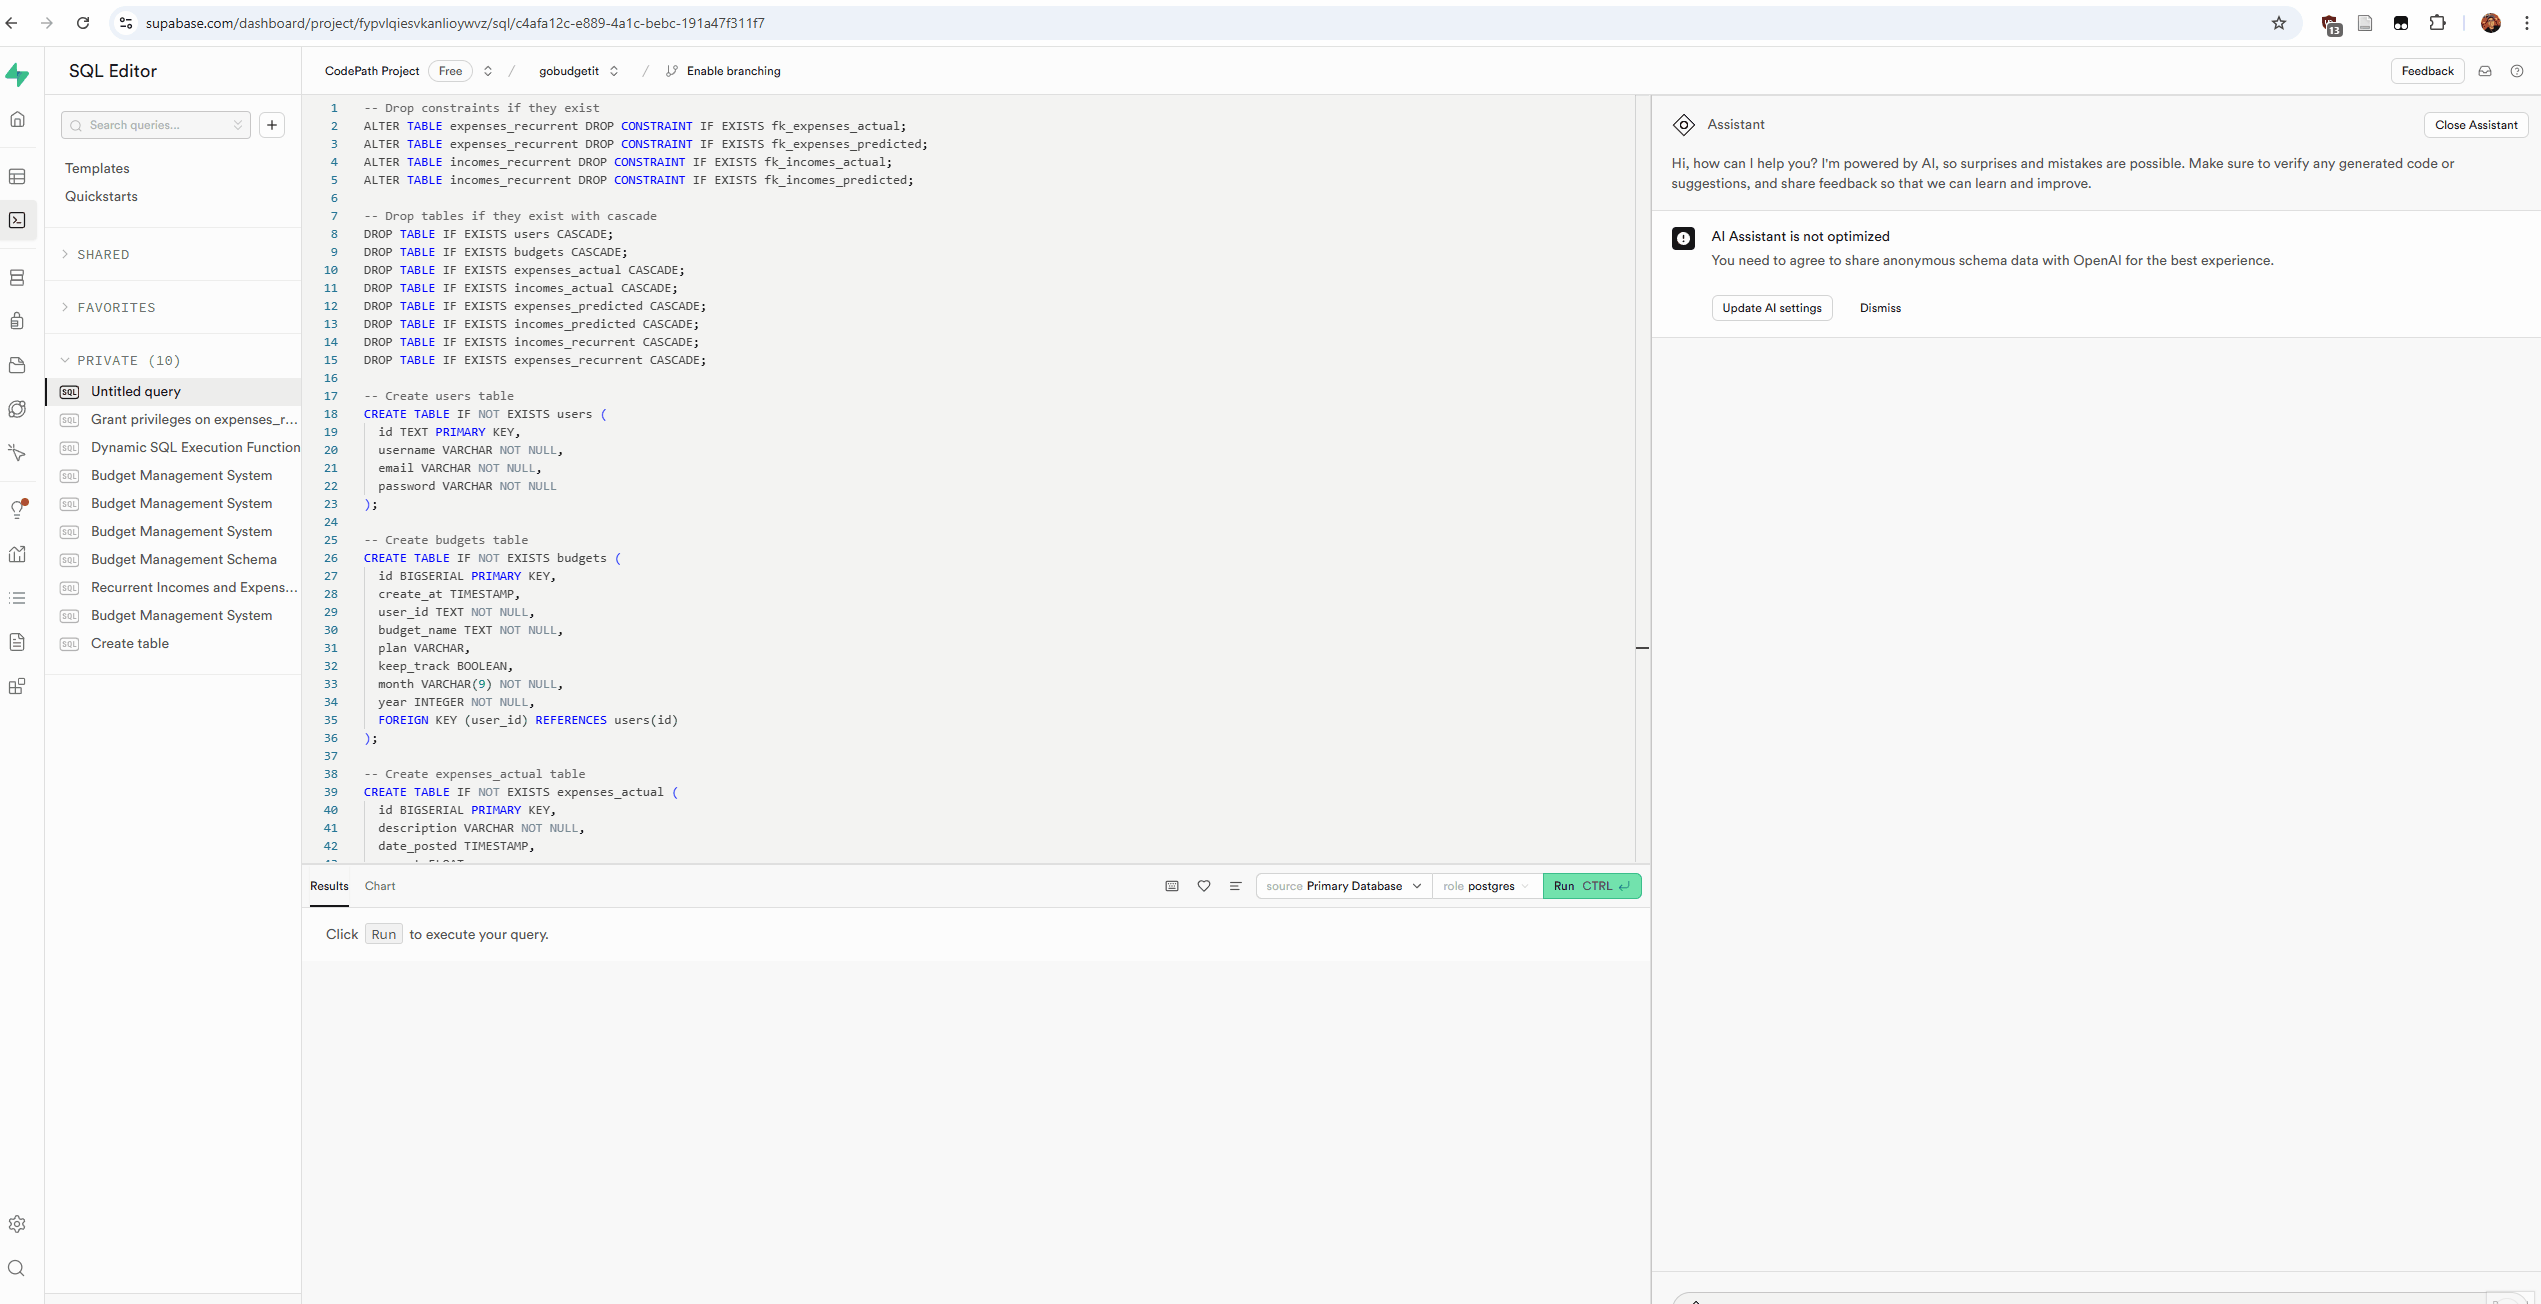 supabase.com/dashboard/project/fypvlqiesvkanlioywvz/sql/c4afa12c-e889-4a1c-bebc-191a47f311f7
13
SQL Editor
CodePath Project Free / gobudgetit / Enable branching
Feedback
Search queries...
Templates
Quickstarts
SHARED
FAVORITES
PRIVATE (10)
SQL Untitled query
SQL Grant privileges on expenses_r...
SQL Dynamic SQL Execution Function
SQL Budget Management System
SQL Budget Management System
SQL Budget Management System
SQL Budget Management Schema
SQL Recurrent Incomes and Expens...
SQL Budget Management System
SQL Create table
1 -- Drop constraints if they exist
2 ALTER TABLE expenses_recurrent DROP CONSTRAINT IF EXISTS fk_expenses_actual;
3 ALTER TABLE expenses_recurrent DROP CONSTRAINT IF EXISTS fk_expenses_predicted;
4 ALTER TABLE incomes_recurrent DROP CONSTRAINT IF EXISTS fk_incomes_actual;
5 ALTER TABLE incomes_recurrent DROP CONSTRAINT IF EXISTS fk_incomes_predicted;
6
7 -- Drop tables if they exist with cascade
8 DROP TABLE IF EXISTS users CASCADE;
9 DROP TABLE IF EXISTS budgets CASCADE;
10 DROP TABLE IF EXISTS expenses_actual CASCADE;
11 DROP TABLE IF EXISTS incomes_actual CASCADE;
12 DROP TABLE IF EXISTS expenses_predicted CASCADE;
13 DROP TABLE IF EXISTS incomes_predicted CASCADE;
14 DROP TABLE IF EXISTS incomes_recurrent CASCADE;
15 DROP TABLE IF EXISTS expenses_recurrent CASCADE;
16
17 -- Create users table
18 CREATE TABLE IF NOT EXISTS users (
19 id TEXT PRIMARY KEY,
20 username VARCHAR NOT NULL,
21 email VARCHAR NOT NULL,
22 password VARCHAR NOT NULL
23 );
24
25 -- Create budgets table
26 CREATE TABLE IF NOT EXISTS budgets (
27 id BIGSERIAL PRIMARY KEY,
28 create_at TIMESTAMP,
29 user_id TEXT NOT NULL,
30 budget_name TEXT NOT NULL,
31 plan VARCHAR,
32 keep_track BOOLEAN,
33 month VARCHAR(9) NOT NULL,
34 year INTEGER NOT NULL,
35 FOREIGN KEY (user_id) REFERENCES users(id)
36 );
37
38 -- Create expenses_actual table
39 CREATE TABLE IF NOT EXISTS expenses_actual (
40 id BIGSERIAL PRIMARY KEY,
41 description VARCHAR NOT NULL,
42 date_posted TIMESTAMP,
Results Chart
source Primary Database role postgres Run CTRL
Click Run to execute your query.
Assistant
Close Assistant
Hi, how can I help you? I'm powered by AI, so surprises and mistakes are possible. Make sure to verify any generated code or
suggestions, and share feedback so that we can learn and improve.
AI Assistant is not optimized
You need to agree to share anonymous schema data with OpenAI for the best experience.
Update AI settings Dismiss